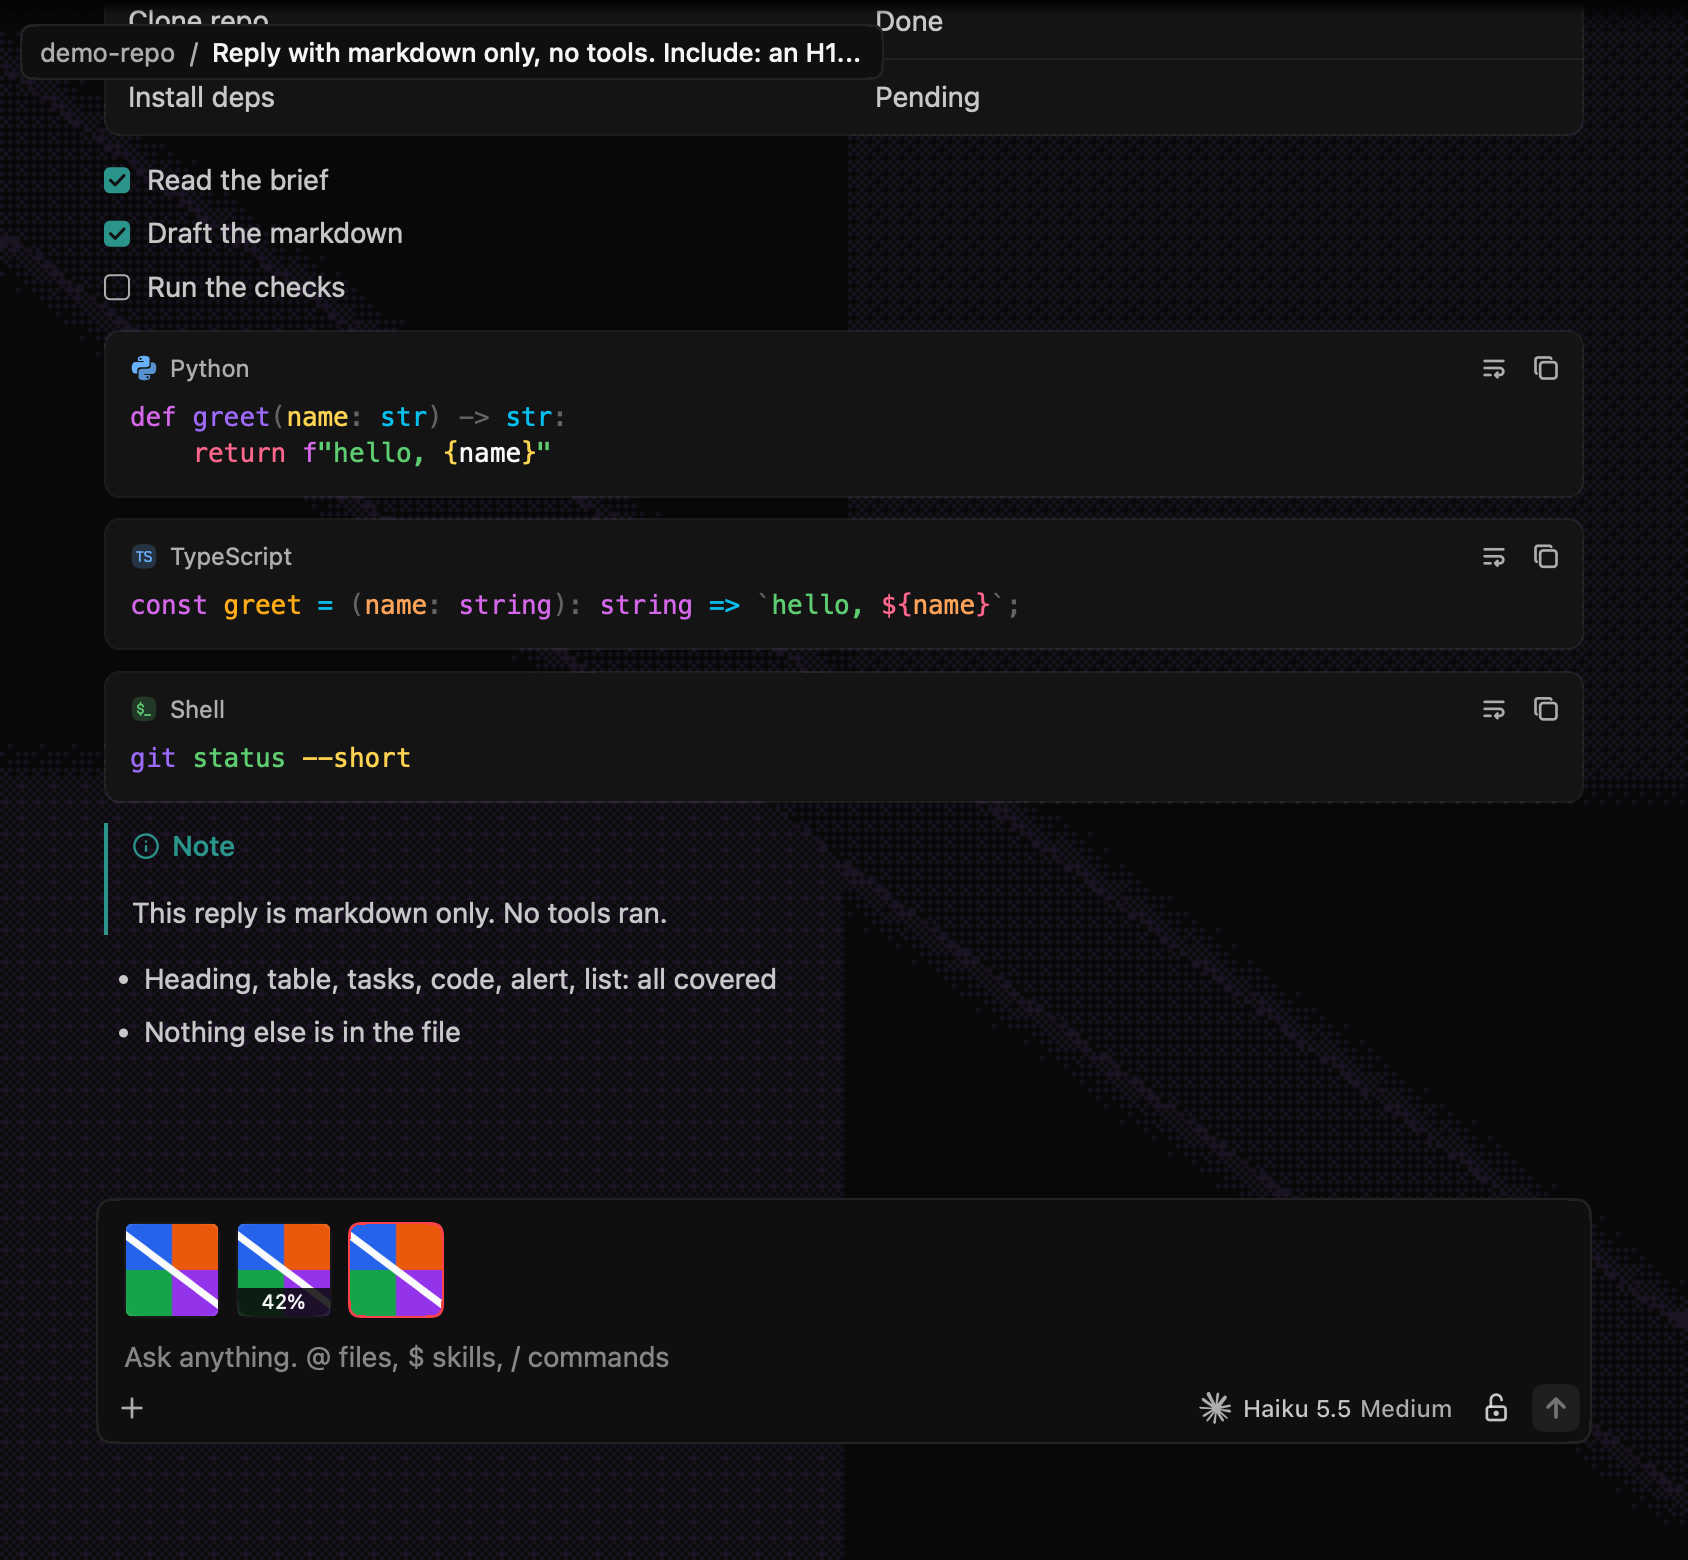 Clone repo Done
demo-repo / Reply with markdown only, no tools. Include: an H1...
Install deps Pending
Read the brief
Draft the markdown
Run the checks
Python
def greet(name: str) -> str:
    return f"hello, {name}"
TS TypeScript
const greet = (name: string): string => `hello, ${name}`;
$_ Shell
git status --short
Note
This reply is markdown only. No tools ran.
• Heading, table, tasks, code, alert, list: all covered
• Nothing else is in the file
42%
Ask anything. @ files, $ skills, / commands
Haiku 5.5 Medium